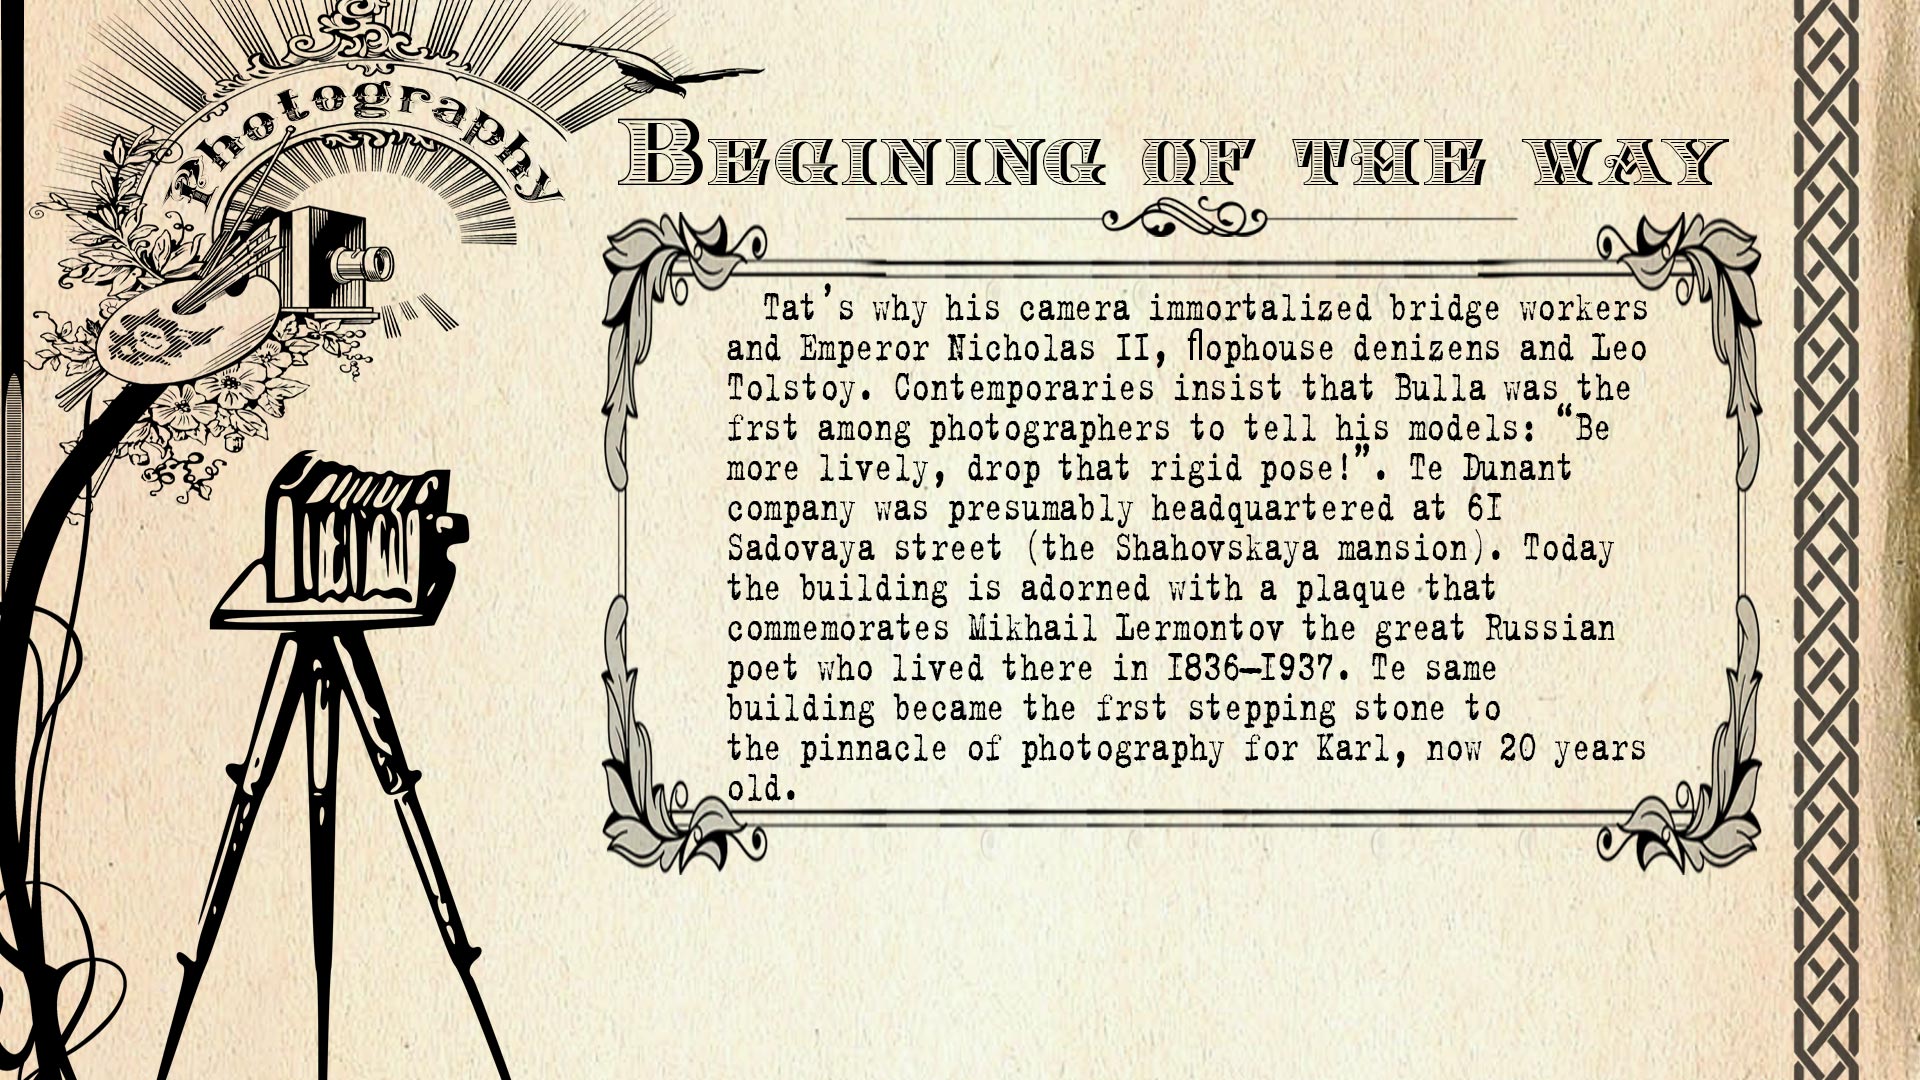 Photography
BEGINING OF THE WAY
Tat's why his camera immortalized bridge workers
and Emperor Nicholas II, flophouse denizens and Leo
Tolstoy. Contemporaries insist that Bulla was the
frst among photographers to tell his models: “Be
more lively, drop that rigid pose!”. Te Dunant
company was presumably headquartered at 6I
Sadovaya street (the Shahovskaya mansion). Today
the building is adorned with a plaque that
commemorates Mikhail Lermontov the great Russian
poet who lived there in I836–I937. Te same
building became the frst stepping stone to
the pinnacle of photography for Karl, now 20 years
old.